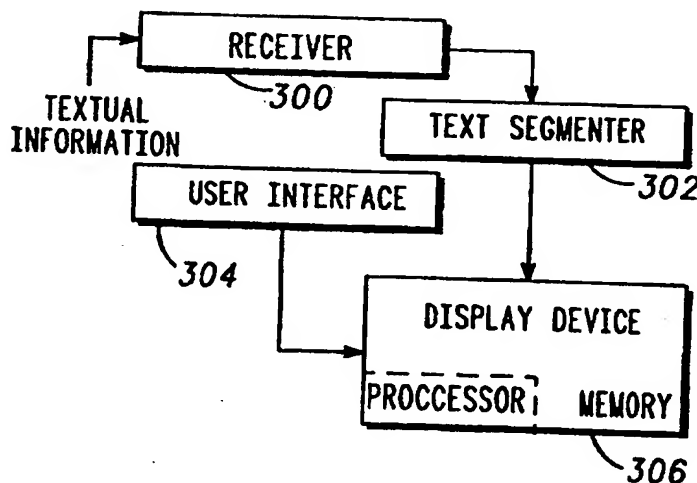 RECEIVER
300
TEXTUAL
INFORMATION
TEXT SEGMENTER
302
USER INTERFACE
304
DISPLAY DEVICE
PROCCESSOR
MEMORY
306